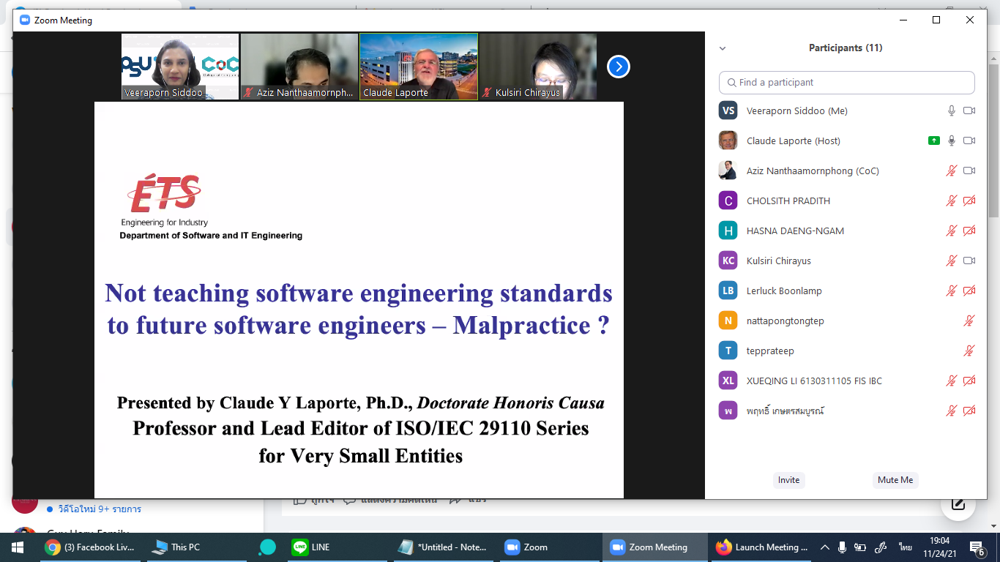 Zoom Meeting
PSU
CoC
College of Computing
Veeraporn Siddoo
Aziz Nanthaamornph...
Claude Laporte
Kulsiri Chirayus
ÉTS
Engineering for Industry
Department of Software and IT Engineering
Not teaching software engineering standards
to future software engineers – Malpractice ?
Presented by Claude Y Laporte, Ph.D., Doctorate Honoris Causa
Professor and Lead Editor of ISO/IEC 29110 Series
for Very Small Entities
Participants (11)
Find a participant
VS Veeraporn Siddoo (Me)
Claude Laporte (Host)
Aziz Nanthaamornphong (CoC)
C CHOLSITH PRADITH
H HASNA DAENG-NGAM
KC Kulsiri Chirayus
LB Lerluck Boonlamp
N nattapongtongtep
T tepprateep
XL XUEQING LI 6130311105 FIS IBC
พ พฤทธิ์ เกษตรสมบูรณ์
Invite
Mute Me
วิดีโอใหม่ 9+ รายการ
(3) Facebook Liv...
This PC
LINE
*Untitled - Note...
Zoom
Zoom Meeting
Launch Meeting ...
ไทย
19:04
11/24/21
6